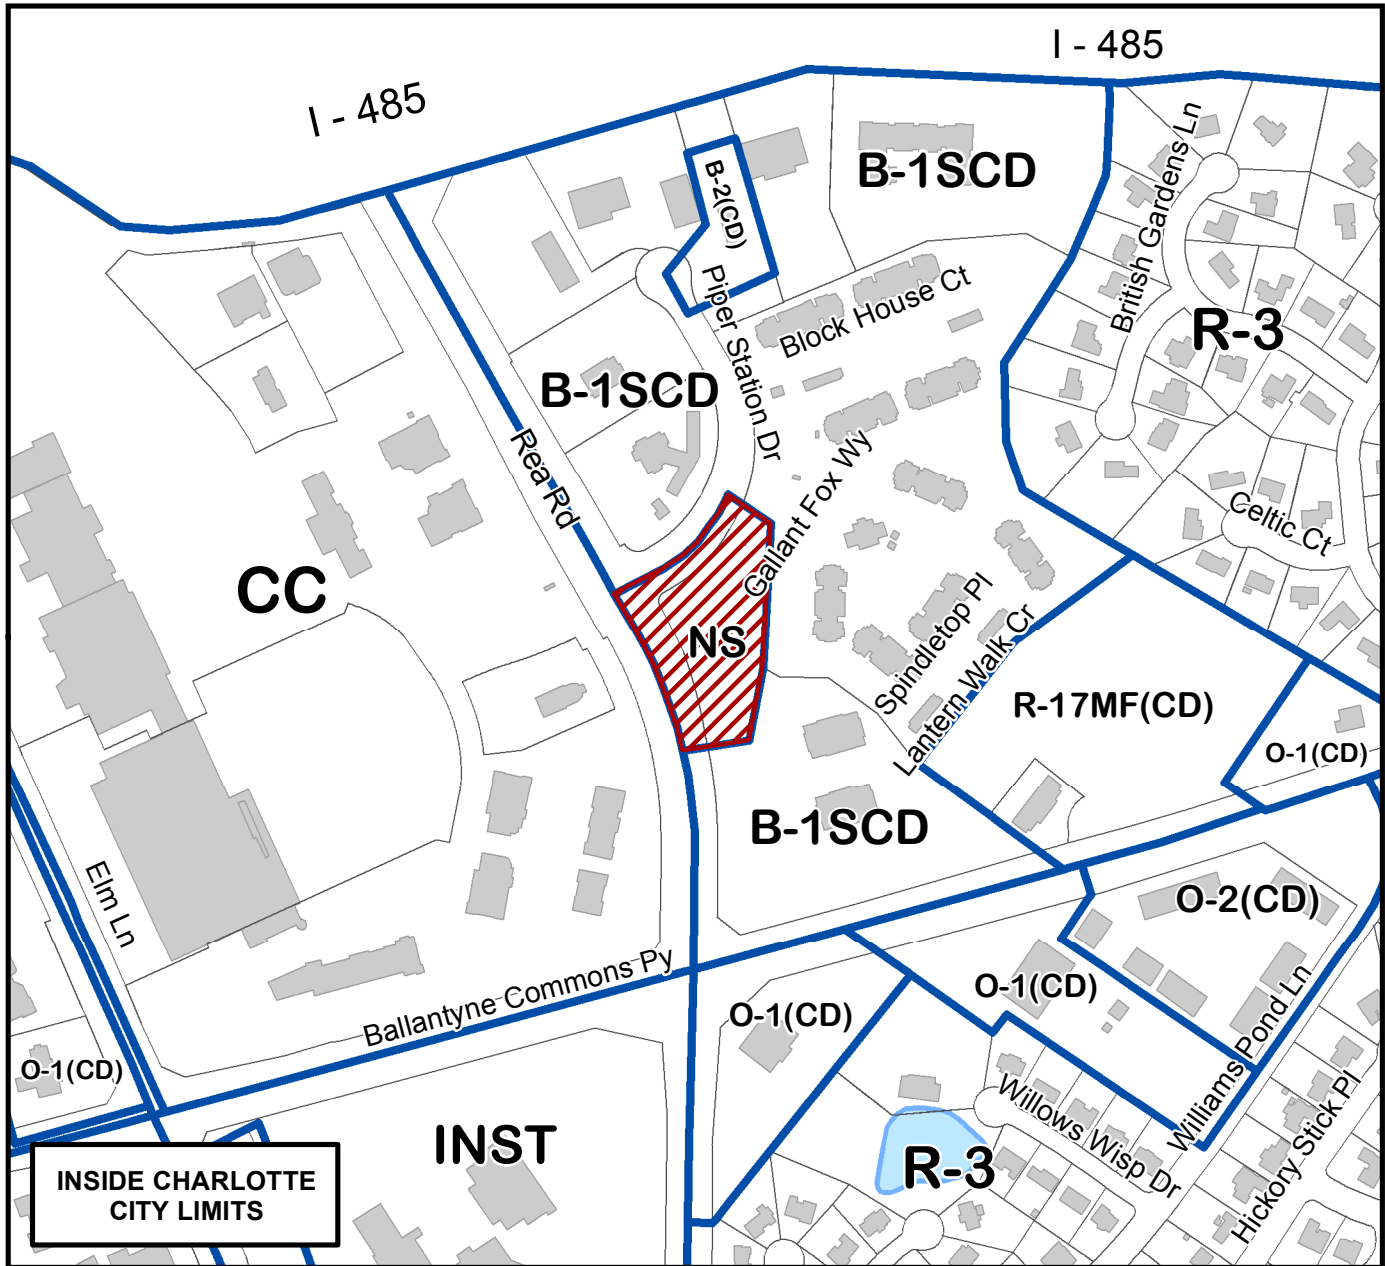 I - 485
I - 485
B-2(CD)
B-1SCD
British Gardens Ln
R-3
Piper Station Dr
Block House Ct
B-1SCD
Rea Rd
Gallant Fox Wy
Celtic Ct
CC
NS
Spindletop Pl
Lantern Walk Cr
R-17MF(CD)
O-1(CD)
B-1SCD
Elm Ln
O-2(CD)
Ballantyne Commons Py
O-1(CD)
O-1(CD)
Williams Pond Ln
O-1(CD)
Willows Wisp Dr
Hickory Stick Pl
INST
R-3
INSIDE CHARLOTTE
CITY LIMITS